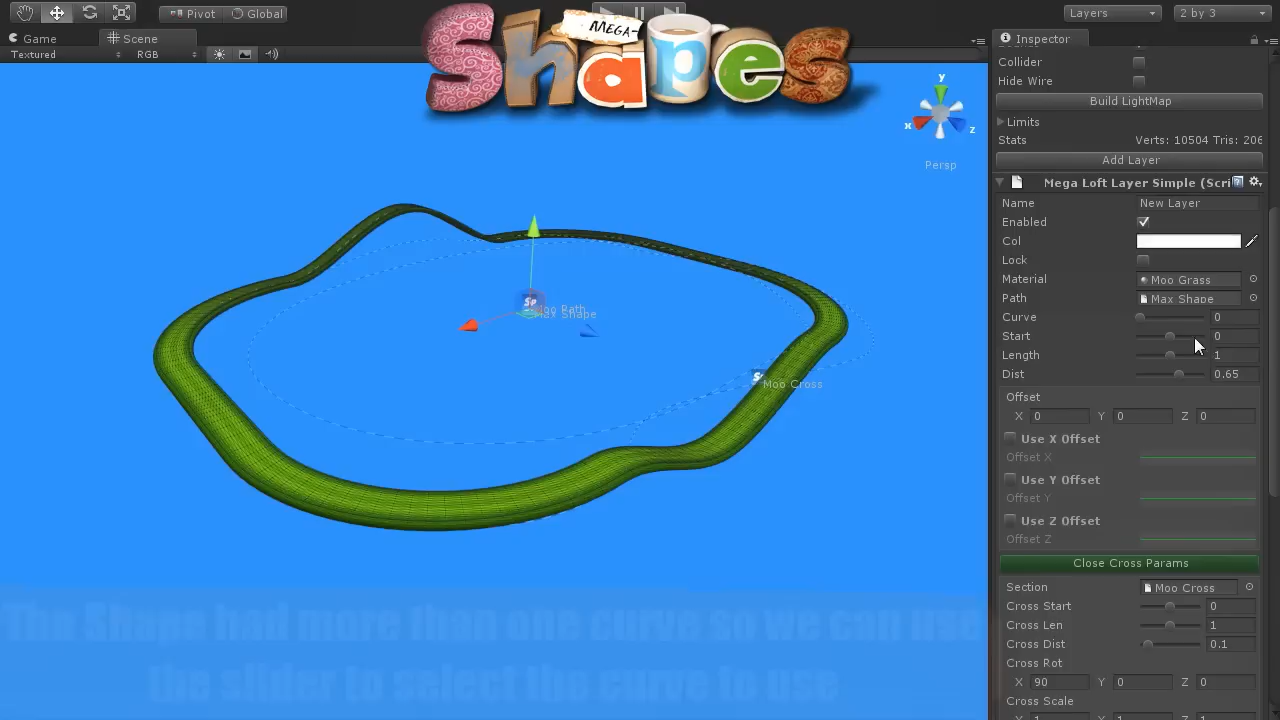 Pivot Global
Layers
2 by 3
Game
Scene
Inspector
Textured
RGB
MEGA-
Shapes
Collider
Hide Wire
Build LightMap
Limits
Stats Verts: 10504 Tris: 206
Add Layer
Mega Loft Layer Simple (Scri
Name New Layer
Enabled
Col
Lock
Material Moo Grass
Path Max Shape
Curve 0
Start 0
Length 1
Dist 0.65
Offset
X 0 Y 0 Z 0
Use X Offset
Offset X
Use Y Offset
Offset Y
Use Z Offset
Offset Z
Close Cross Params
Section Moo Cross
Cross Start 0
Cross Len 1
Cross Dist 0.1
Cross Rot
X 90 Y 0 Z 0
Cross Scale
y
x
z
Persp
Moo Path
Max Shape
Moo Cross
The Shape had more than one curve so we can use
the slider to select the curve to use